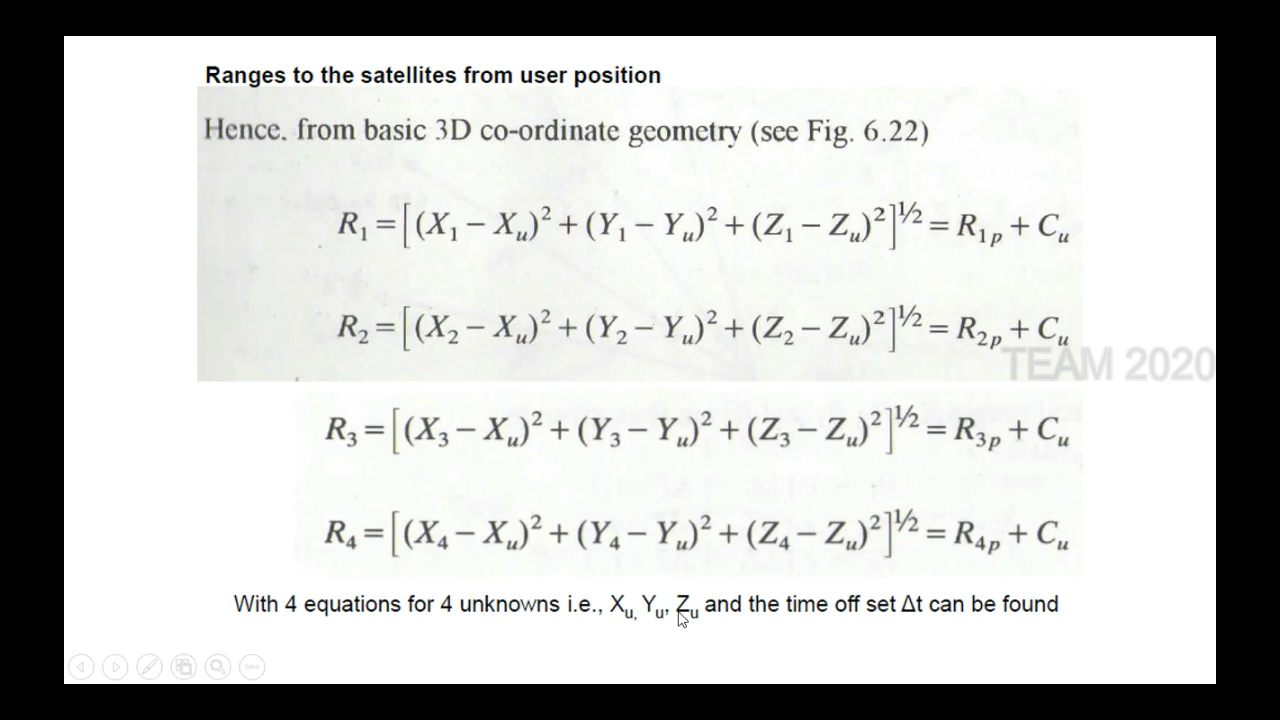 Ranges to the satellites from user position
Hence, from basic 3D co-ordinate geometry (see Fig. 6.22)
R₁ = [(X₁ − Xᵤ)² + (Y₁ − Yᵤ)² + (Z₁ − Zᵤ)²]^½ = R₁ₚ + Cᵤ
R₂ = [(X₂ − Xᵤ)² + (Y₂ − Yᵤ)² + (Z₂ − Zᵤ)²]^½ = R₂ₚ + Cᵤ
TEAM 2020
R₃ = [(X₃ − Xᵤ)² + (Y₃ − Yᵤ)² + (Z₃ − Zᵤ)²]^½ = R₃ₚ + Cᵤ
R₄ = [(X₄ − Xᵤ)² + (Y₄ − Yᵤ)² + (Z₄ − Zᵤ)²]^½ = R₄ₚ + Cᵤ
With 4 equations for 4 unknowns i.e., Xᵤ, Yᵤ, Zᵤ and the time off set Δt can be found